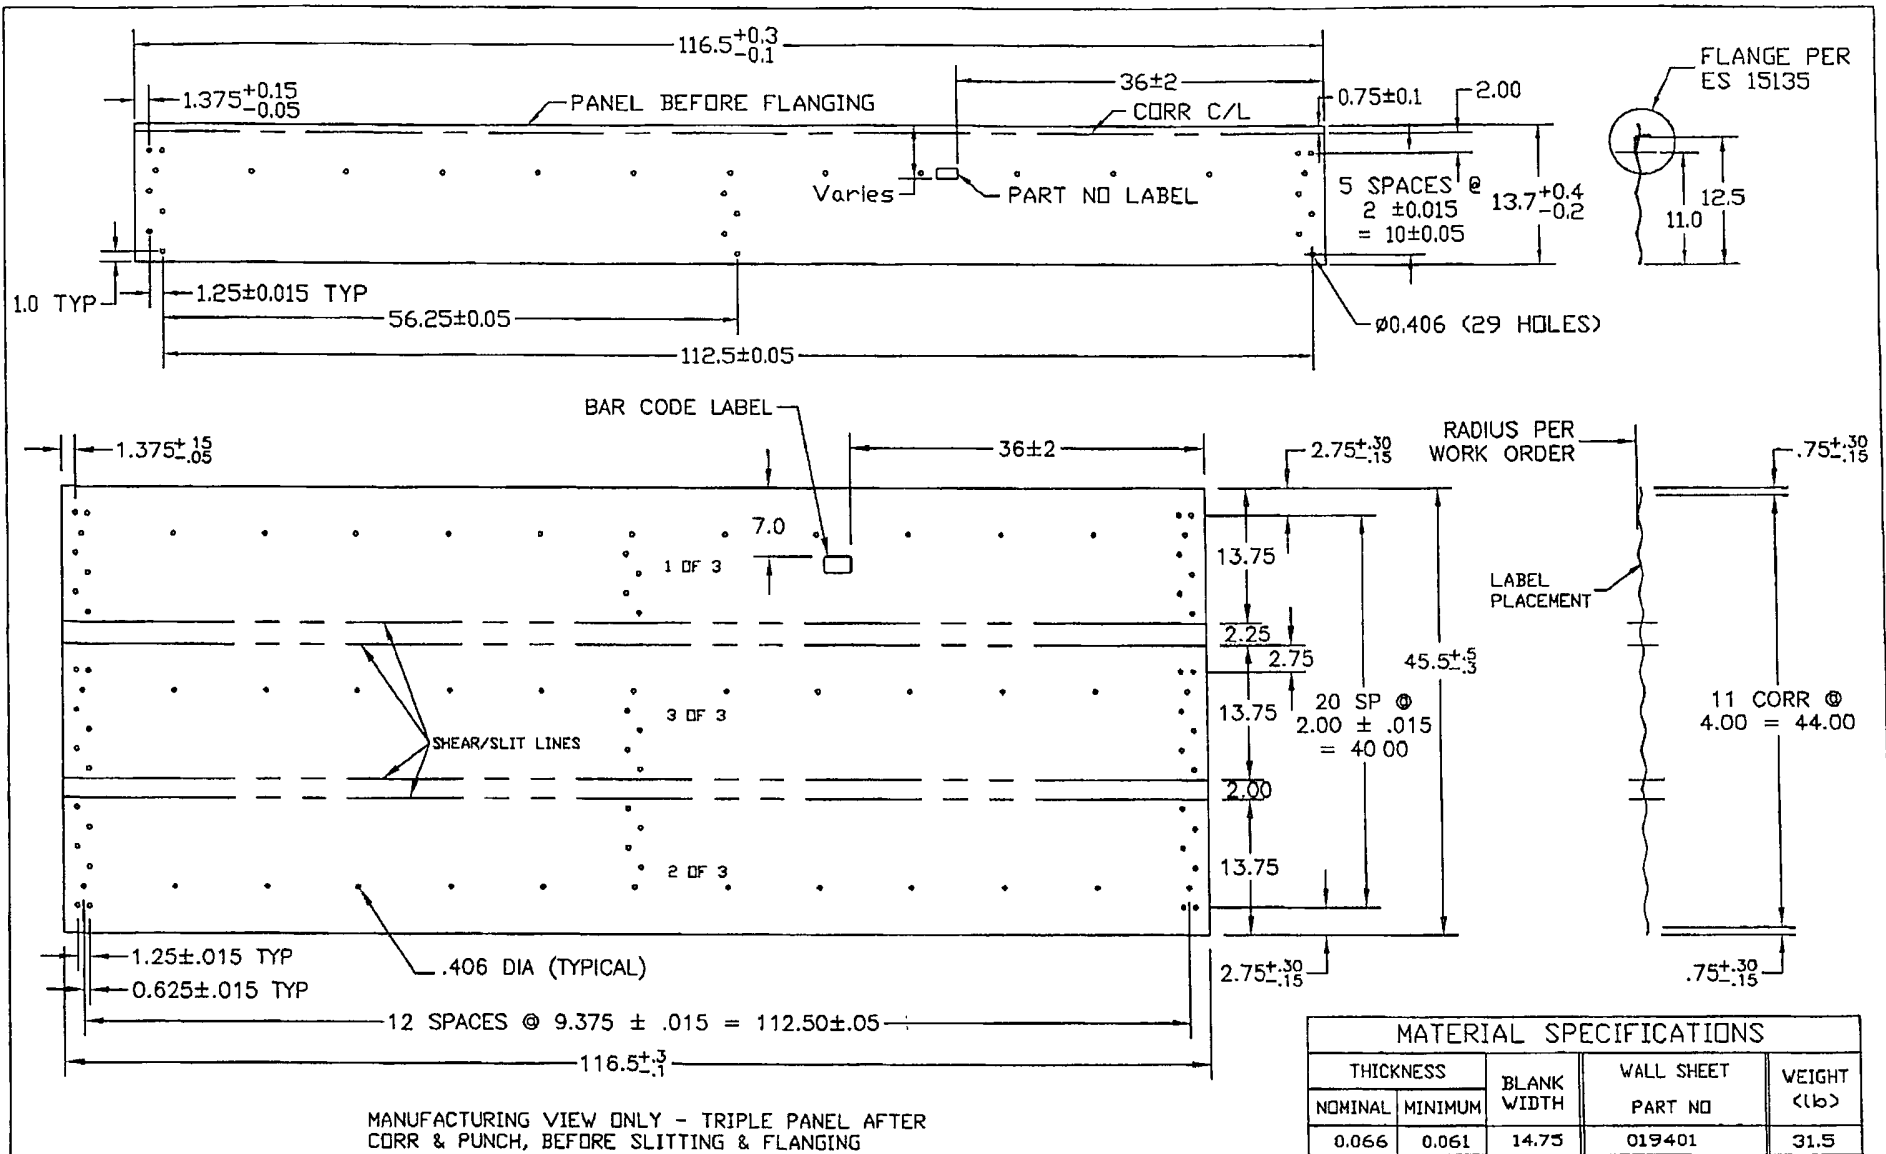 116.5+0.3
-0.1
36±2
FLANGE PER
ES 15135
1.375+0.15
-0.05
PANEL BEFORE FLANGING
CORR C/L
0.75±0.1
2.00
Varies
PART NO LABEL
5 SPACES @
2 ±0.015
= 10±0.05
13.7+0.4
-0.2
11.0
12.5
1.0 TYP
1.25±0.015 TYP
56.25±0.05
ø0.406 (29 HOLES)
112.5±0.05
BAR CODE LABEL
1.375+.15
-.05
36±2
2.75+.30
-.15
RADIUS PER
WORK ORDER
.75+.30
-.15
7.0
1 OF 3
13.75
LABEL
PLACEMENT
2.25
2.75
45.5+.5
-.3
3 OF 3
13.75
20 SP @
2.00 ± .015
= 40 00
11 CORR @
4.00 = 44.00
SHEAR/SLIT LINES
2.00
2 OF 3
13.75
1.25±.015 TYP
.406 DIA (TYPICAL)
2.75+.30
-.15
.75+.30
-.15
0.625±.015 TYP
12 SPACES @ 9.375 ± .015 = 112.50±.05
116.5+.3
-.1
MANUFACTURING VIEW ONLY - TRIPLE PANEL AFTER
CORR & PUNCH, BEFORE SLITTING & FLANGING
MATERIAL SPECIFICATIONS
THICKNESS
BLANK
WIDTH
WALL SHEET
PART NO
WEIGHT
(lb)
NOMINAL MINIMUM
0.066 0.061 14.75 019401 31.5